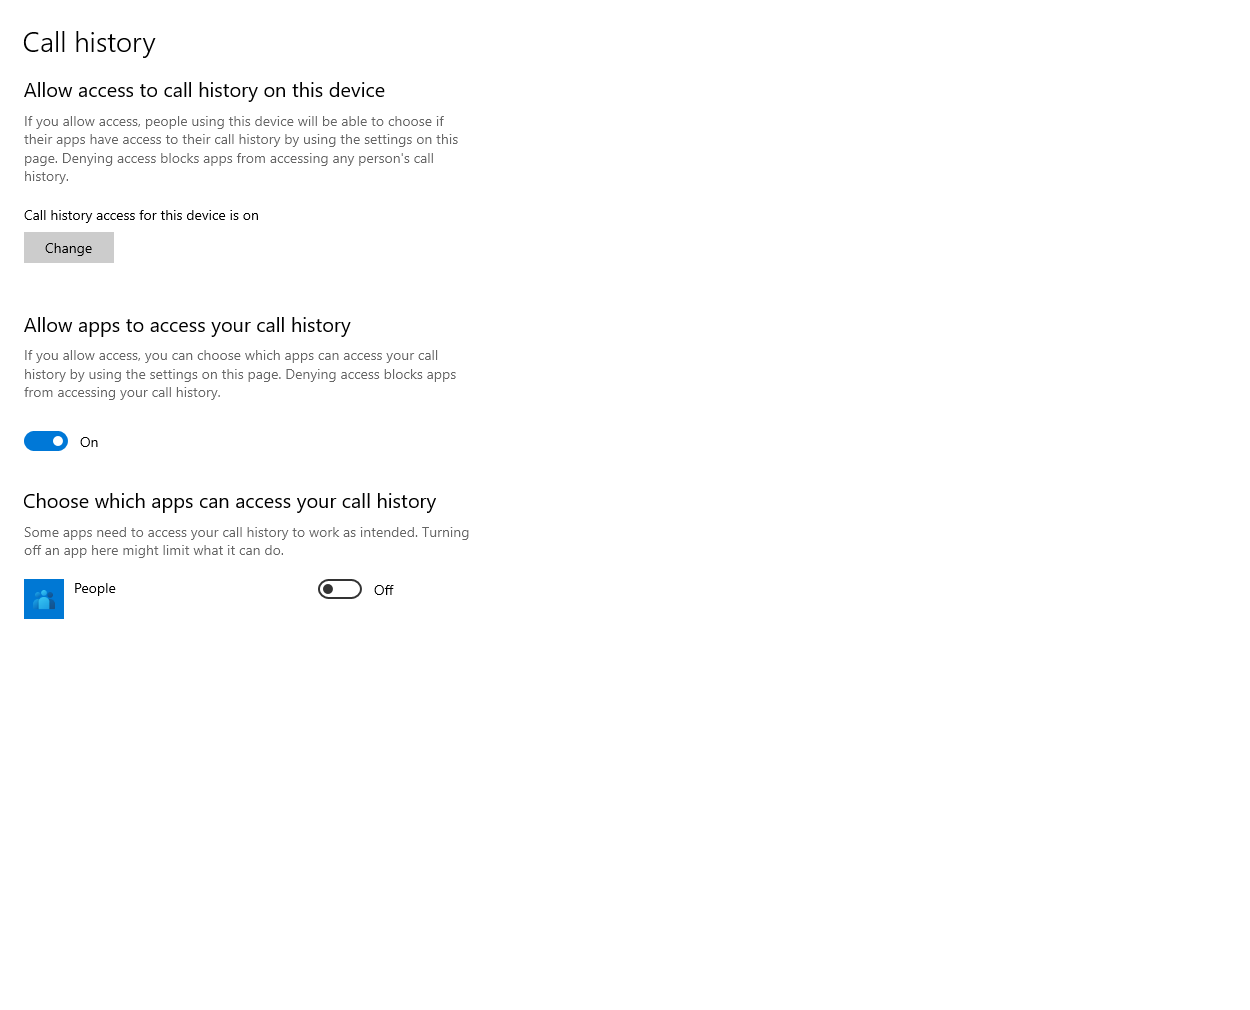 Call history
Allow access to call history on this device
If you allow access, people using this device will be able to choose if
their apps have access to their call history by using the settings on this
page. Denying access blocks apps from accessing any person's call
history.
Call history access for this device is on
Change
Allow apps to access your call history
If you allow access, you can choose which apps can access your call
history by using the settings on this page. Denying access blocks apps
from accessing your call history.
On
Choose which apps can access your call history
Some apps need to access your call history to work as intended. Turning
off an app here might limit what it can do.
People
Off